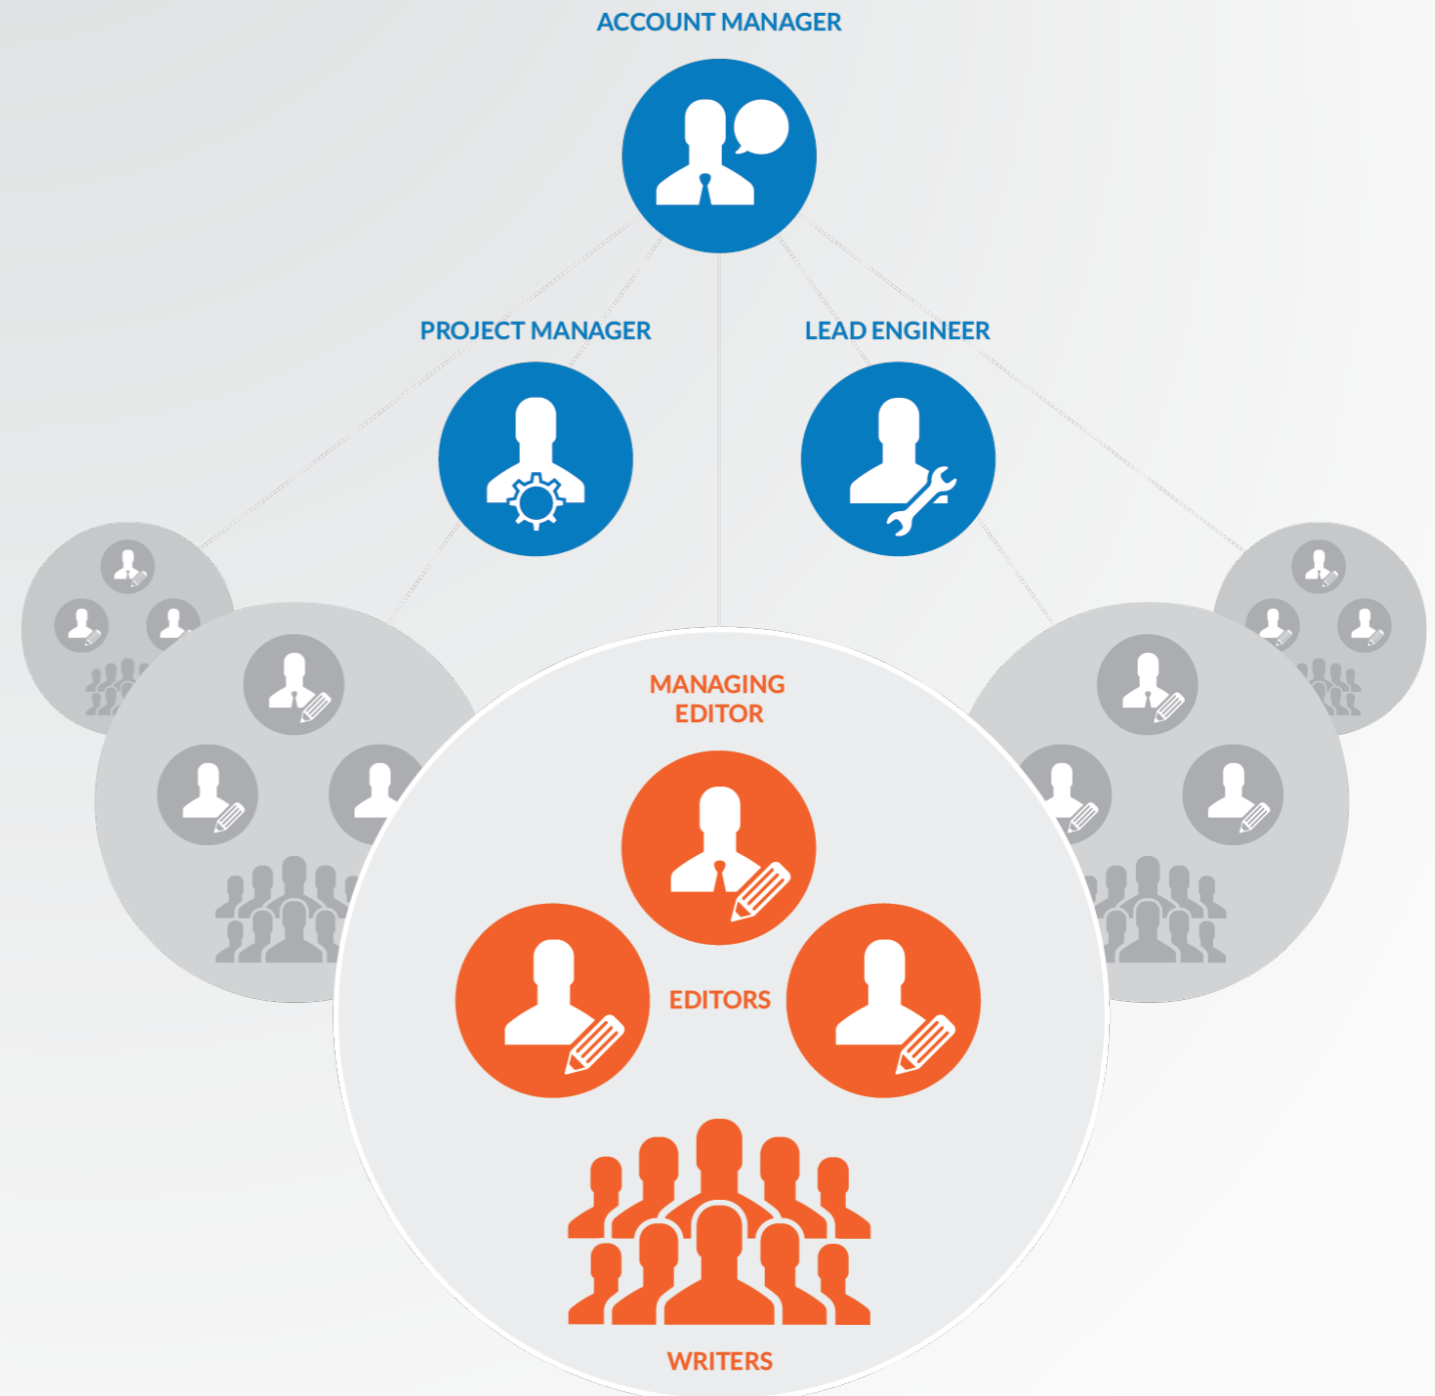 ACCOUNT MANAGER
PROJECT MANAGER
LEAD ENGINEER
MANAGING
EDITOR
EDITORS
WRITERS